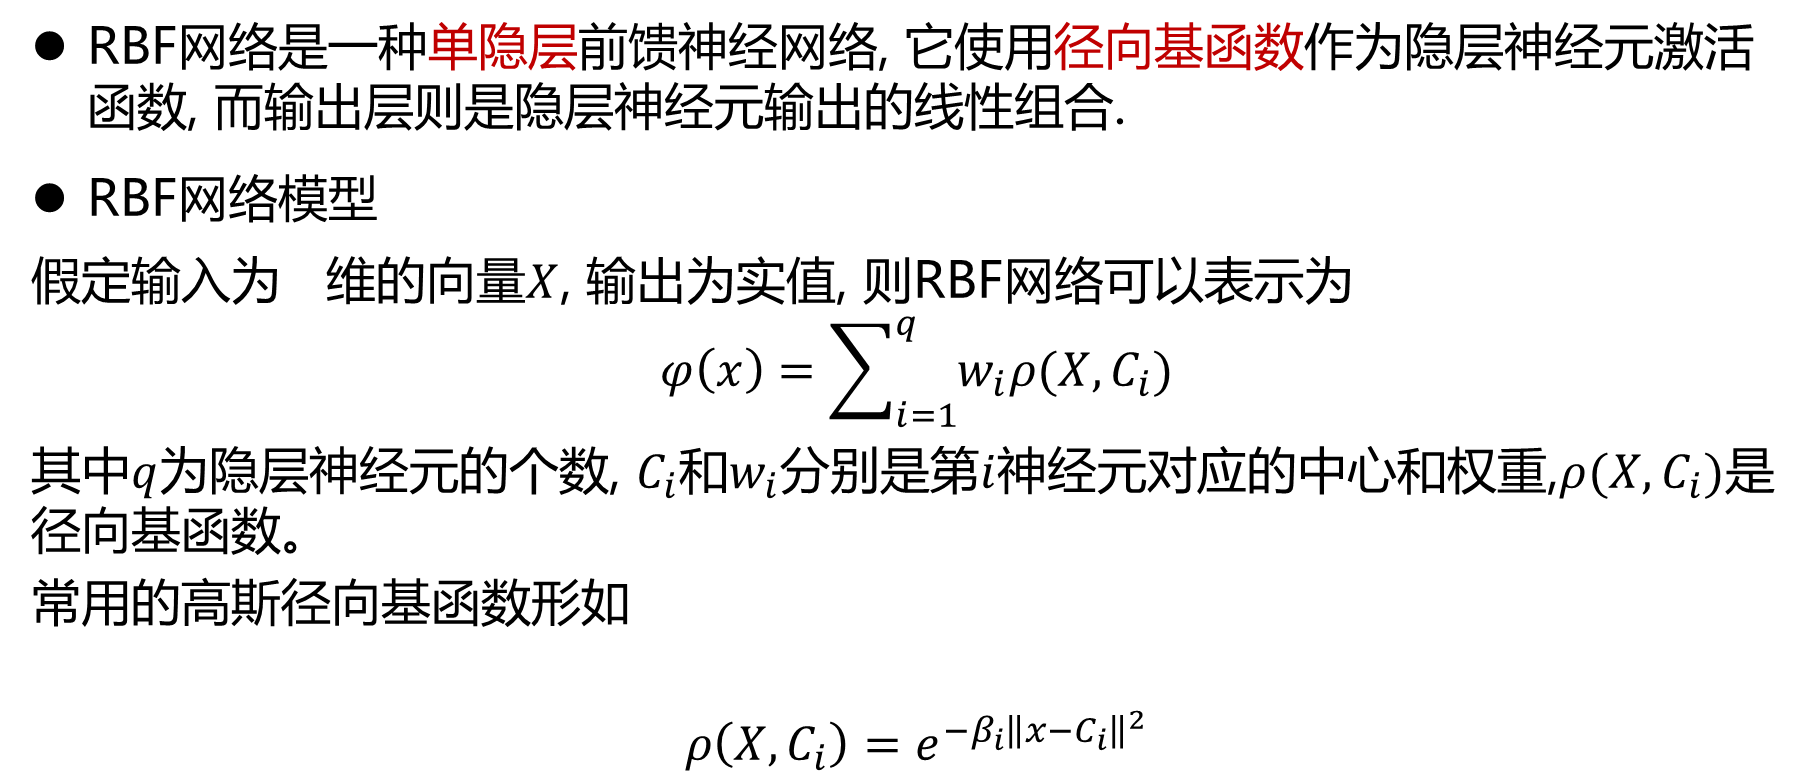 ● RBF网络是一种单隐层前馈神经网络, 它使用径向基函数作为隐层神经元激活
函数, 而输出层则是隐层神经元输出的线性组合.
● RBF网络模型
假定输入为 维的向量X, 输出为实值, 则RBF网络可以表示为
φ(x) = ∑_{i=1}^{q} w_i ρ(X, C_i)
其中q为隐层神经元的个数, C_i和w_i分别是第i神经元对应的中心和权重,ρ(X, C_i)是
径向基函数。
常用的高斯径向基函数形如
ρ(X, C_i) = e^{−β_i‖x−C_i‖²}